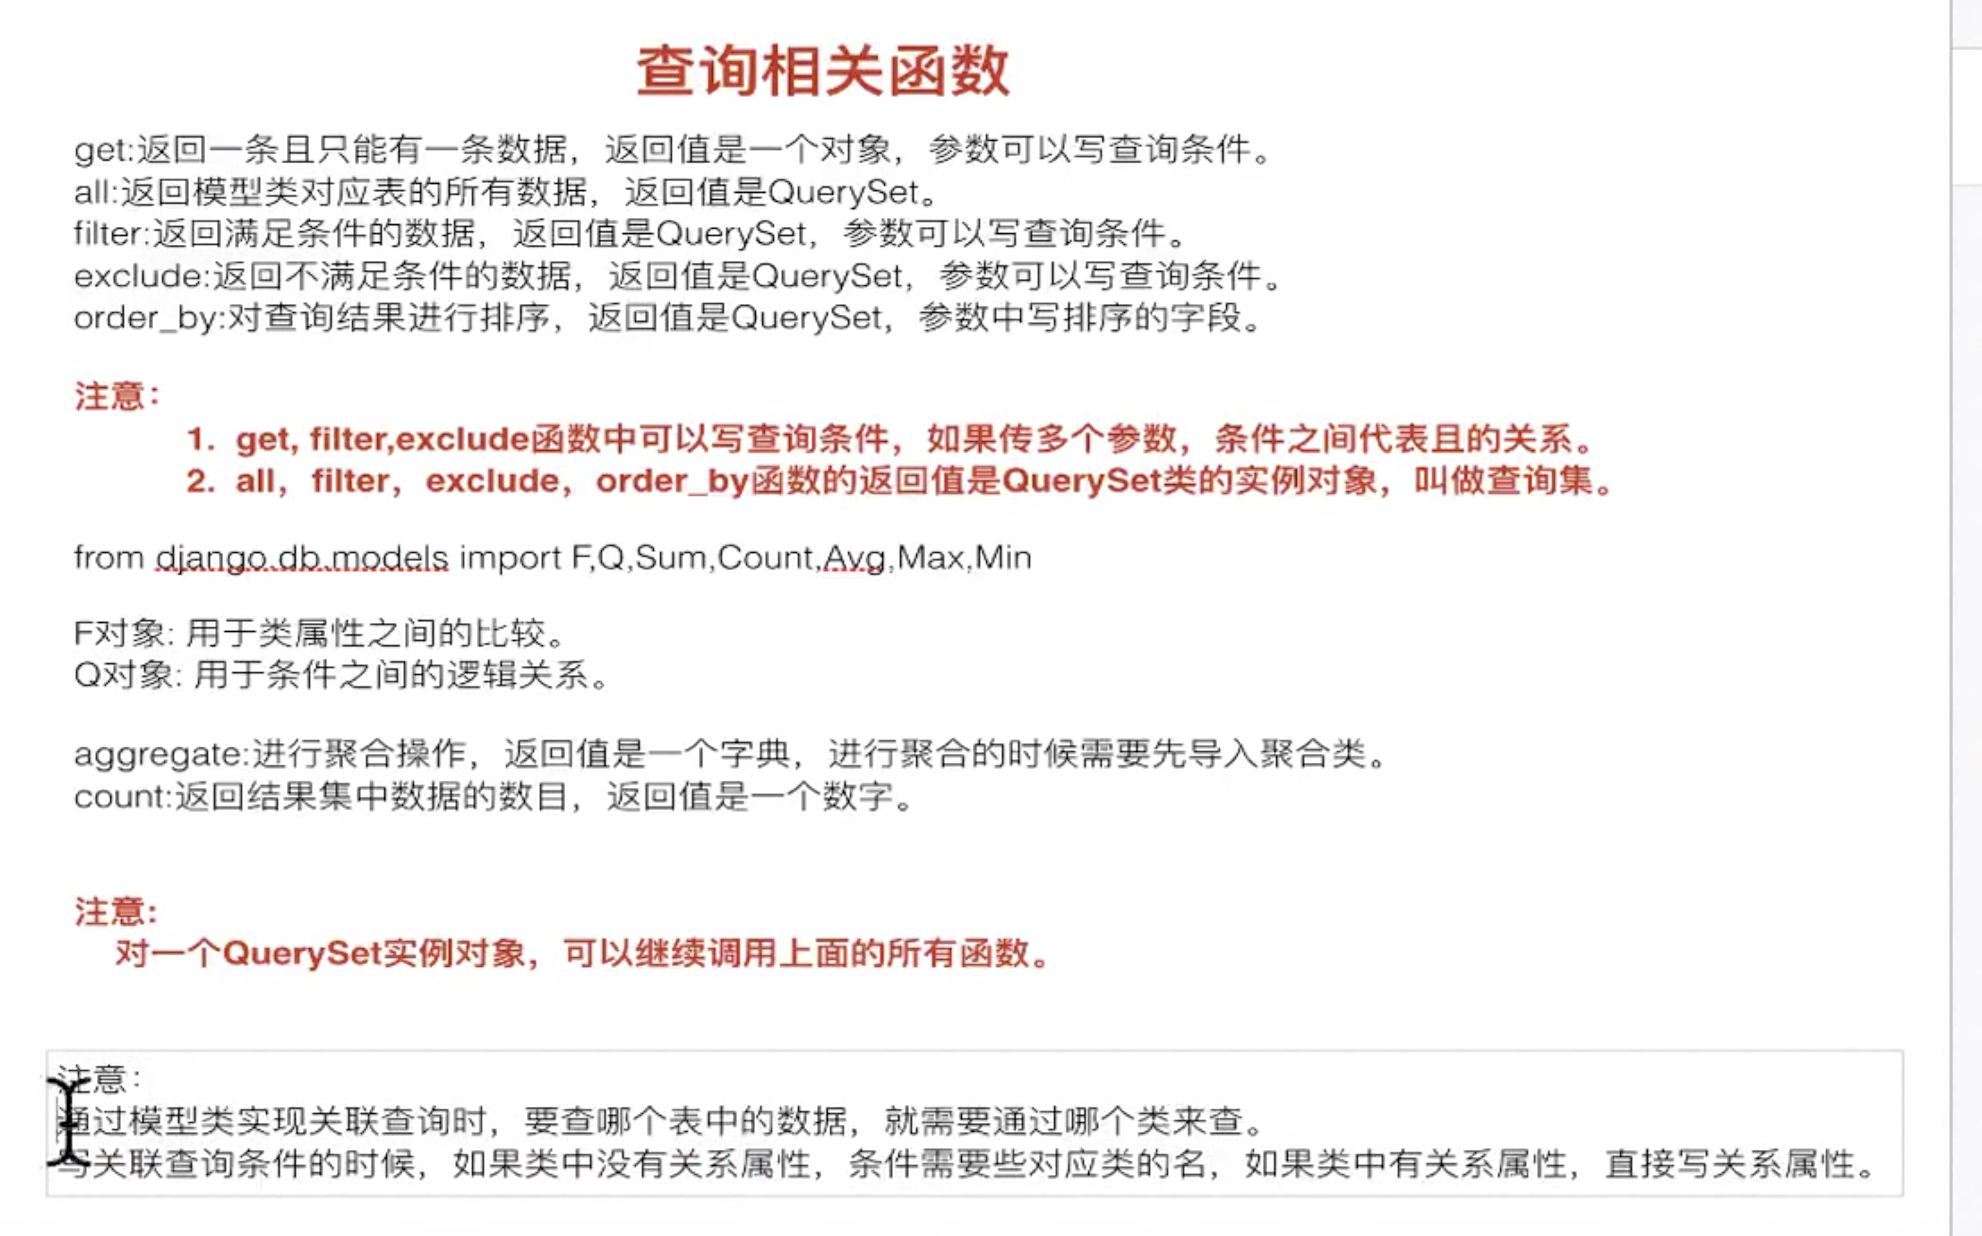 查询相关函数
get:返回一条且只能有一条数据，返回值是一个对象，参数可以写查询条件。
all:返回模型类对应表的所有数据，返回值是QuerySet。
filter:返回满足条件的数据，返回值是QuerySet，参数可以写查询条件。
exclude:返回不满足条件的数据，返回值是QuerySet，参数可以写查询条件。
order_by:对查询结果进行排序，返回值是QuerySet，参数中写排序的字段。
注意：
1. get, filter,exclude函数中可以写查询条件，如果传多个参数，条件之间代表且的关系。
2. all，filter，exclude，order_by函数的返回值是QuerySet类的实例对象，叫做查询集。
from django.db.models import F,Q,Sum,Count,Avg,Max,Min
F对象: 用于类属性之间的比较。
Q对象: 用于条件之间的逻辑关系。
aggregate:进行聚合操作，返回值是一个字典，进行聚合的时候需要先导入聚合类。
count:返回结果集中数据的数目，返回值是一个数字。
注意:
对一个QuerySet实例对象，可以继续调用上面的所有函数。
注意：
通过模型类实现关联查询时，要查哪个表中的数据，就需要通过哪个类来查。
写关联查询条件的时候，如果类中没有关系属性，条件需要些对应类的名，如果类中有关系属性，直接写关系属性。